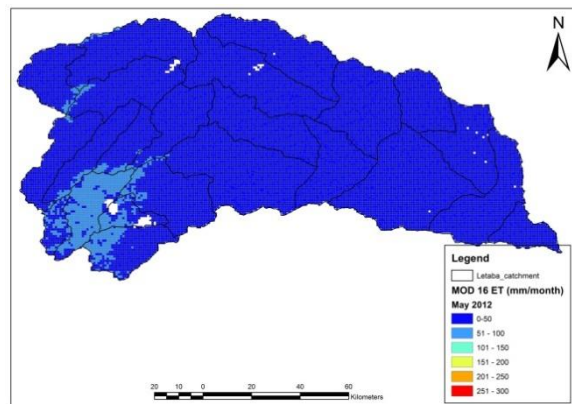 N
Legend
Letaba_catchment
MOD 16 ET (mm/month)
May 2012
0-50
51 - 100
101 - 150
151 - 200
201 - 250
251 - 300
20 10 0 20 40 60
Kilometers